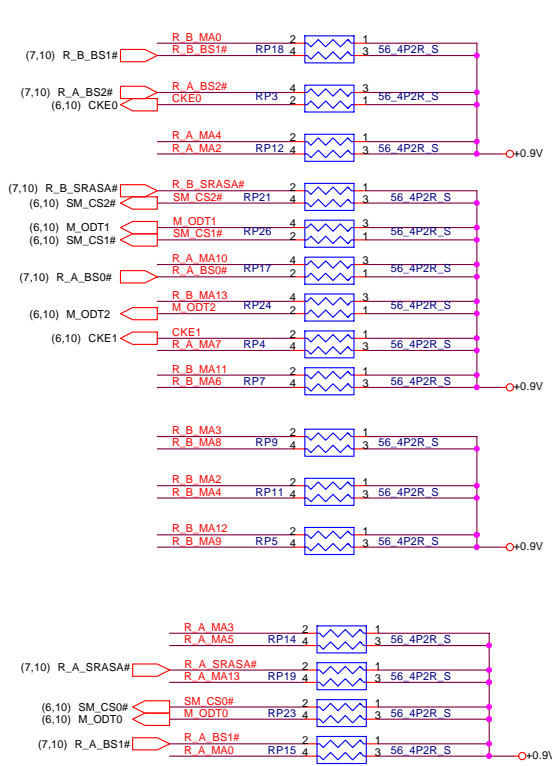 R_B_MA0 2 1
(7,10) R_B_BS1# R_B_BS1# RP18 4 3 56_4P2R_S
(7,10) R_A_BS2# R_A_BS2# 4 3
(6,10) CKE0 CKE0 RP3 2 1 56_4P2R_S
R_A_MA4 2 1
R_A_MA2 RP12 4 3 56_4P2R_S
+0.9V
(7,10) R_B_SRASA# R_B_SRASA# 2 1
(6,10) SM_CS2# SM_CS2# RP21 4 3 56_4P2R_S
(6,10) M_ODT1 M_ODT1 4 3
(6,10) SM_CS1# SM_CS1# RP26 2 1 56_4P2R_S
R_A_MA10 4 3
(7,10) R_A_BS0# R_A_BS0# RP17 2 1 56_4P2R_S
R_B_MA13 4 3
(6,10) M_ODT2 M_ODT2 RP24 2 1 56_4P2R_S
(6,10) CKE1 CKE1 2 1
R_A_MA7 RP4 4 3 56_4P2R_S
R_B_MA11 2 1
R_B_MA6 RP7 4 3 56_4P2R_S
+0.9V
R_B_MA3 2 1
R_B_MA8 RP9 4 3 56_4P2R_S
R_B_MA2 2 1
R_B_MA4 RP11 4 3 56_4P2R_S
R_B_MA12 2 1
R_B_MA9 RP5 4 3 56_4P2R_S
+0.9V
R_A_MA3 2 1
R_A_MA5 RP14 4 3 56_4P2R_S
(7,10) R_A_SRASA# R_A_SRASA# 2 1
R_A_MA13 RP19 4 3 56_4P2R_S
(6,10) SM_CS0# SM_CS0# 2 1
(6,10) M_ODT0 M_ODT0 RP23 4 3 56_4P2R_S
(7,10) R_A_BS1# R_A_BS1# 2 1
R_A_MA0 RP15 4 3 56_4P2R_S
+0.9V